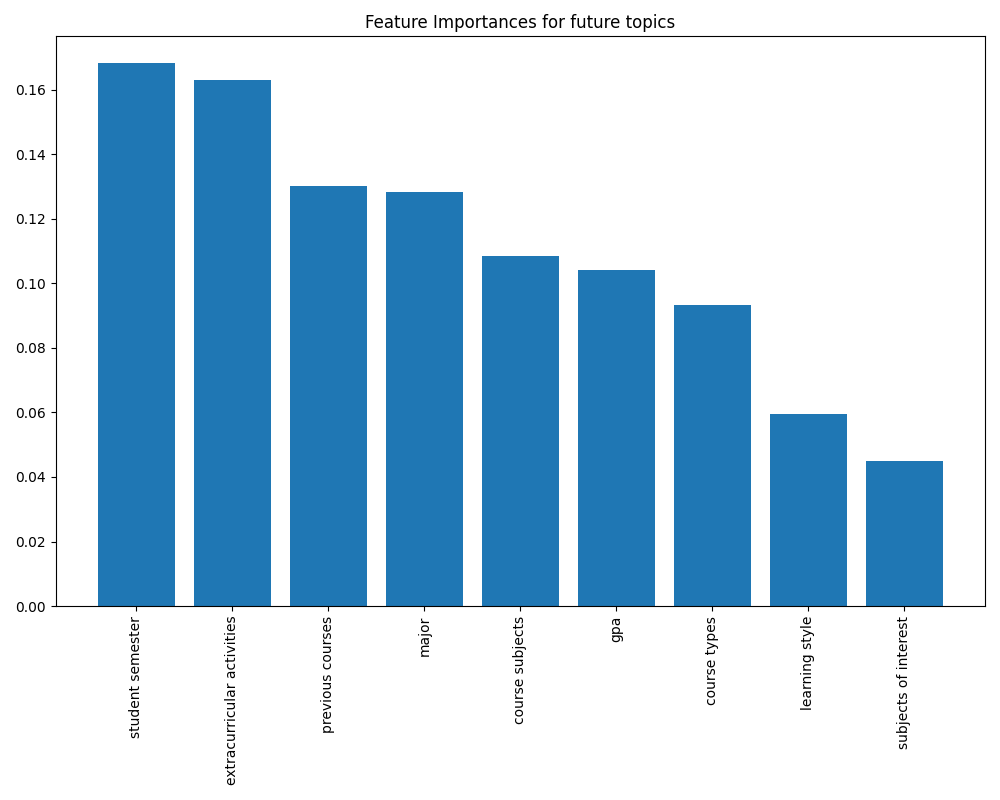 Feature Importances for future topics
0.16
0.14
0.12
0.10
0.08
0.06
0.04
0.02
0.00
student semester
extracurricular activities
previous courses
major
course subjects
gpa
course types
learning style
subjects of interest